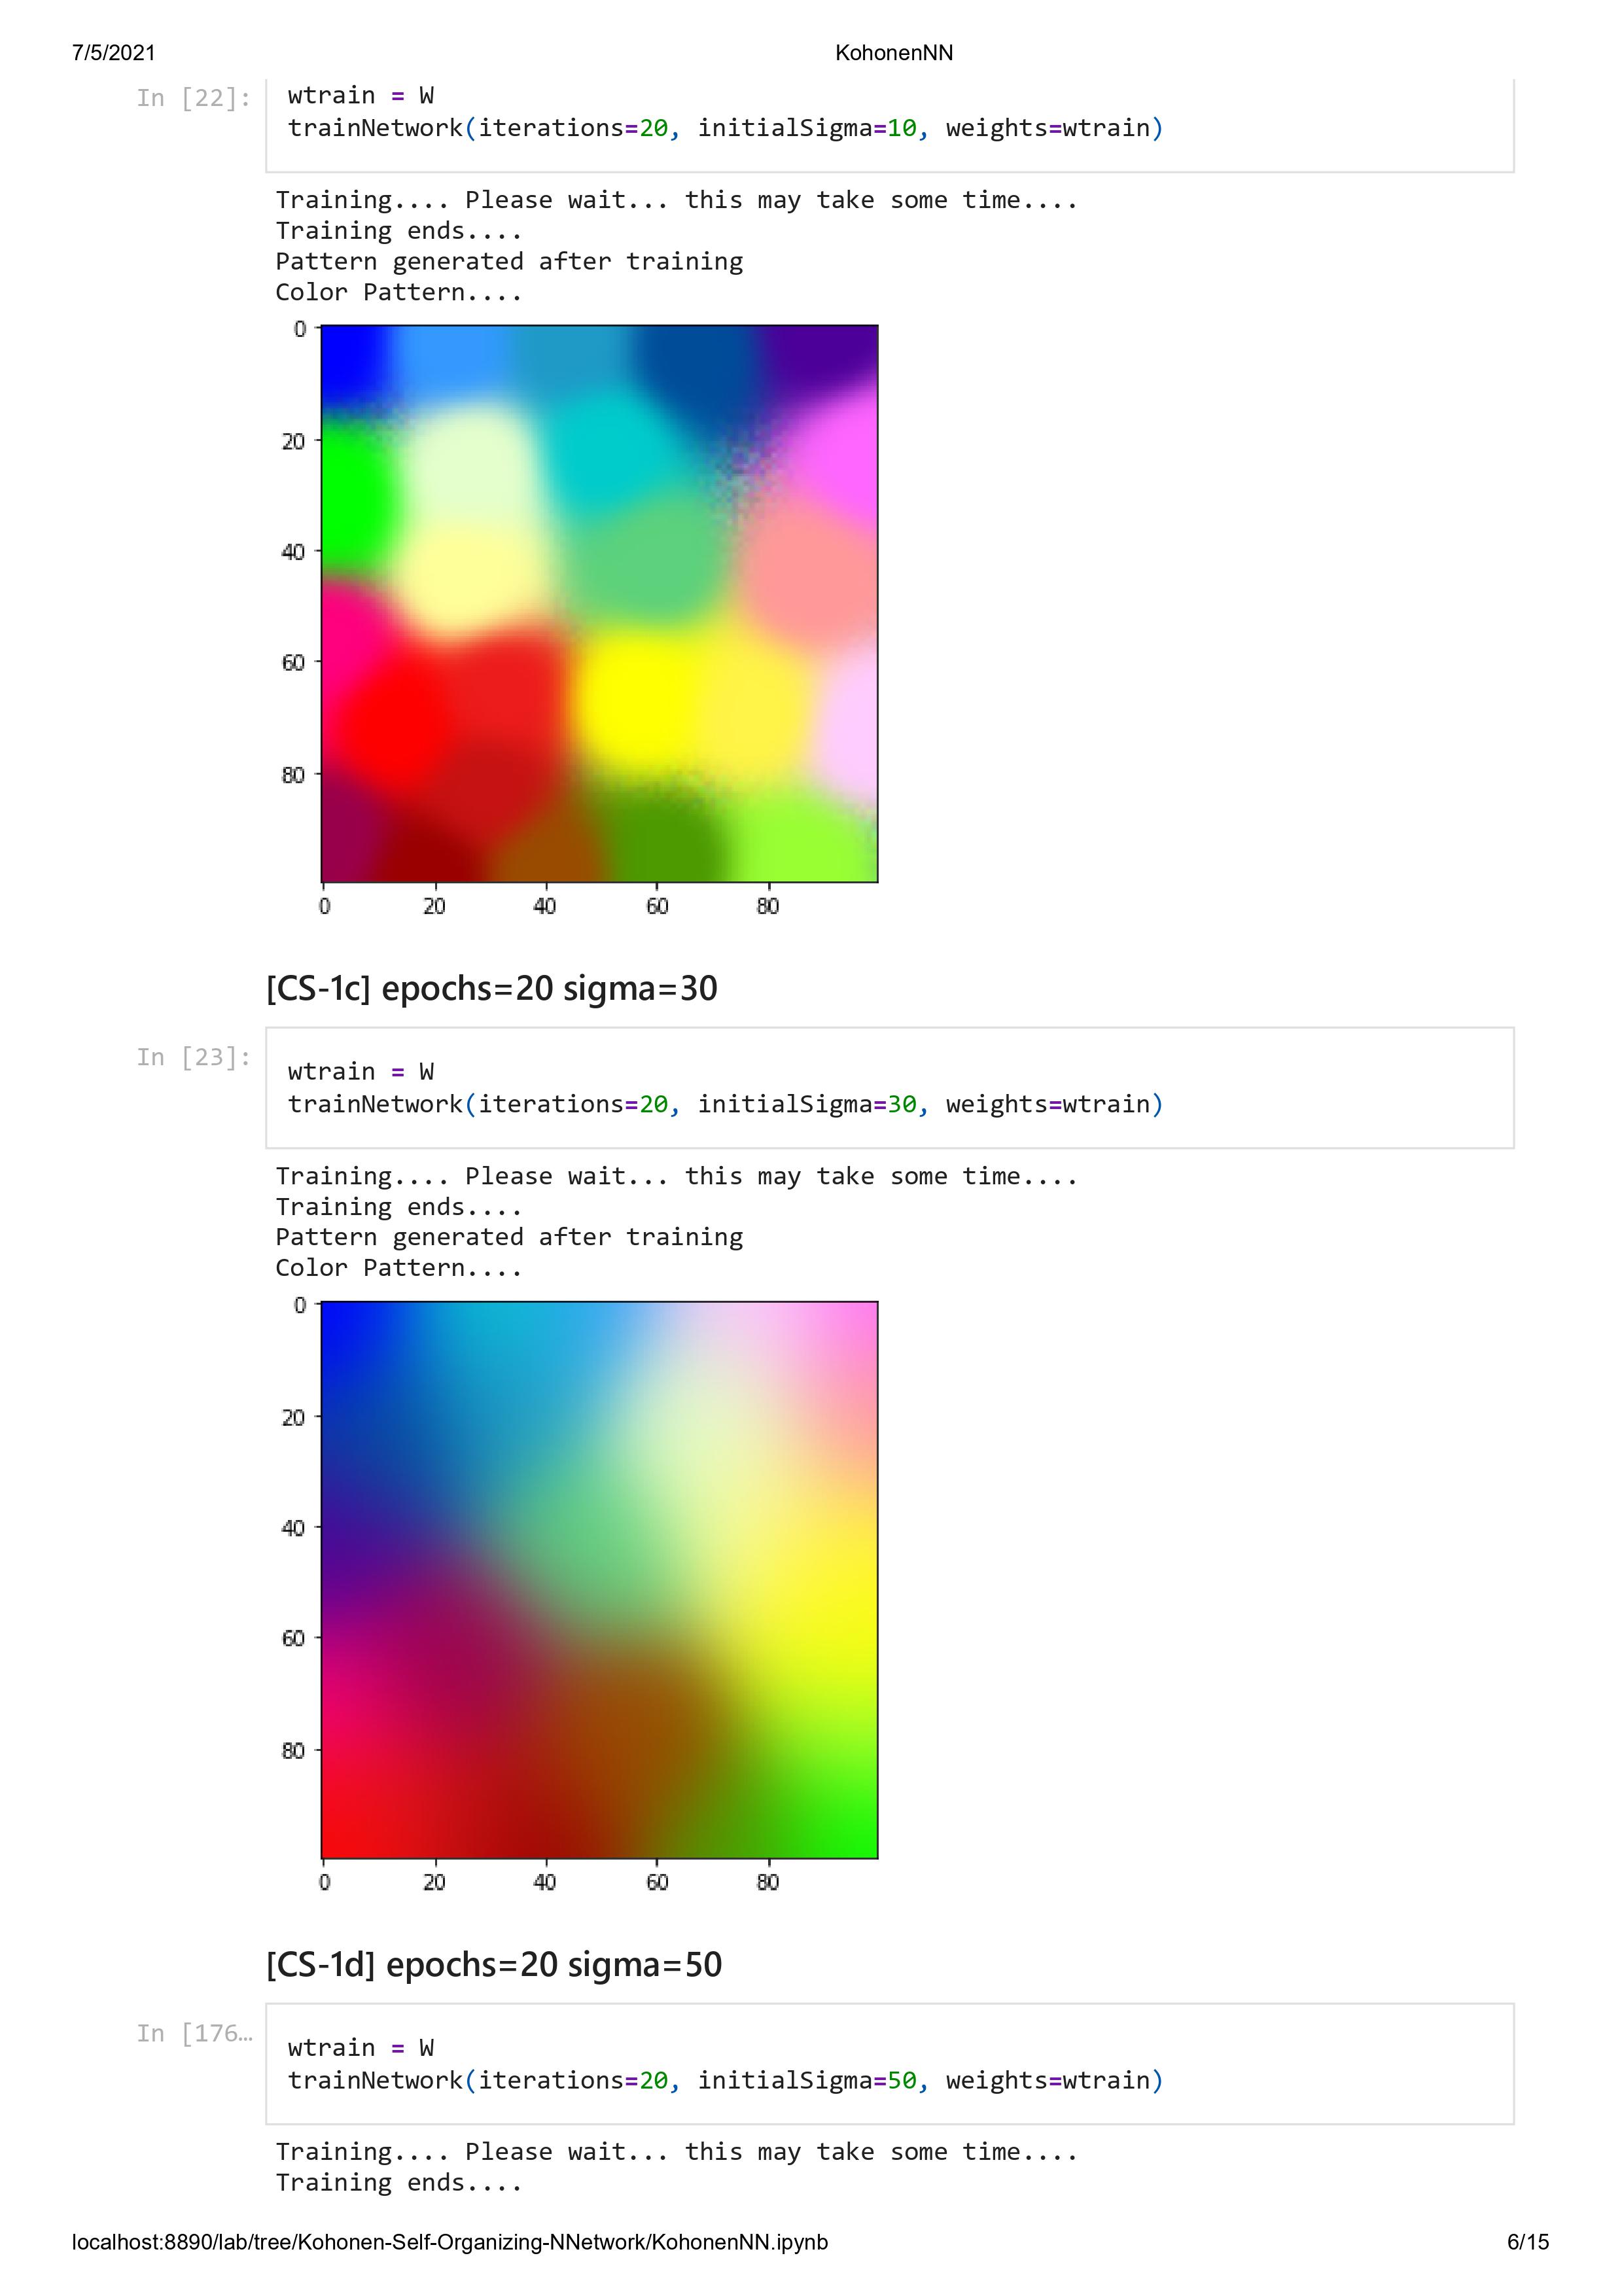 7/5/2021 KohonenNN
In [22]:
wtrain = W
trainNetwork(iterations=20, initialSigma=10, weights=wtrain)
Training.... Please wait... this may take some time....
Training ends....
Pattern generated after training
Color Pattern....
0
20
40
60
80
0 20 40 60 80
[CS-1c] epochs=20 sigma=30
In [23]:
wtrain = W
trainNetwork(iterations=20, initialSigma=30, weights=wtrain)
Training.... Please wait... this may take some time....
Training ends....
Pattern generated after training
Color Pattern....
0
20
40
60
80
0 20 40 60 80
[CS-1d] epochs=20 sigma=50
In [176…
wtrain = W
trainNetwork(iterations=20, initialSigma=50, weights=wtrain)
Training.... Please wait... this may take some time....
Training ends....
localhost:8890/lab/tree/Kohonen-Self-Organizing-NNetwork/KohonenNN.ipynb 6/15